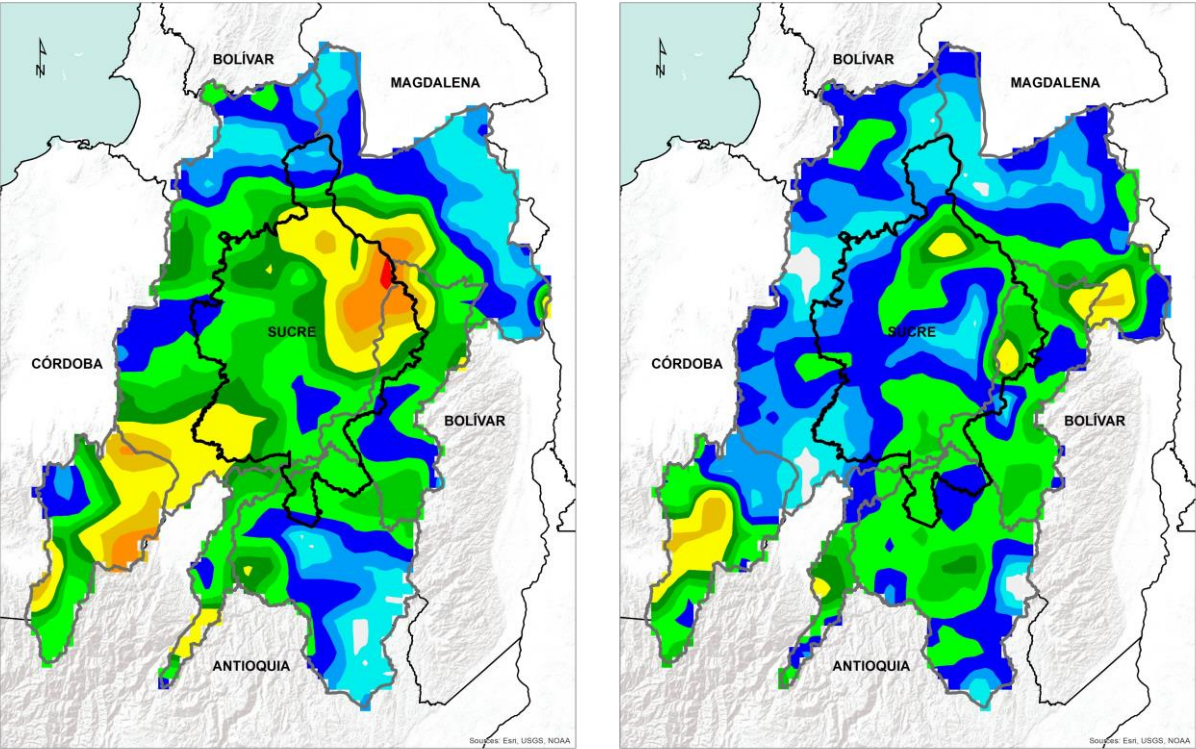 N
BOLÍVAR
MAGDALENA
SUCRE
CÓRDOBA
BOLÍVAR
ANTIOQUIA
Sources: Esri, USGS, NOAA
N
BOLÍVAR
MAGDALENA
SUCRE
CÓRDOBA
BOLÍVAR
ANTIOQUIA
Sources: Esri, USGS, NOAA